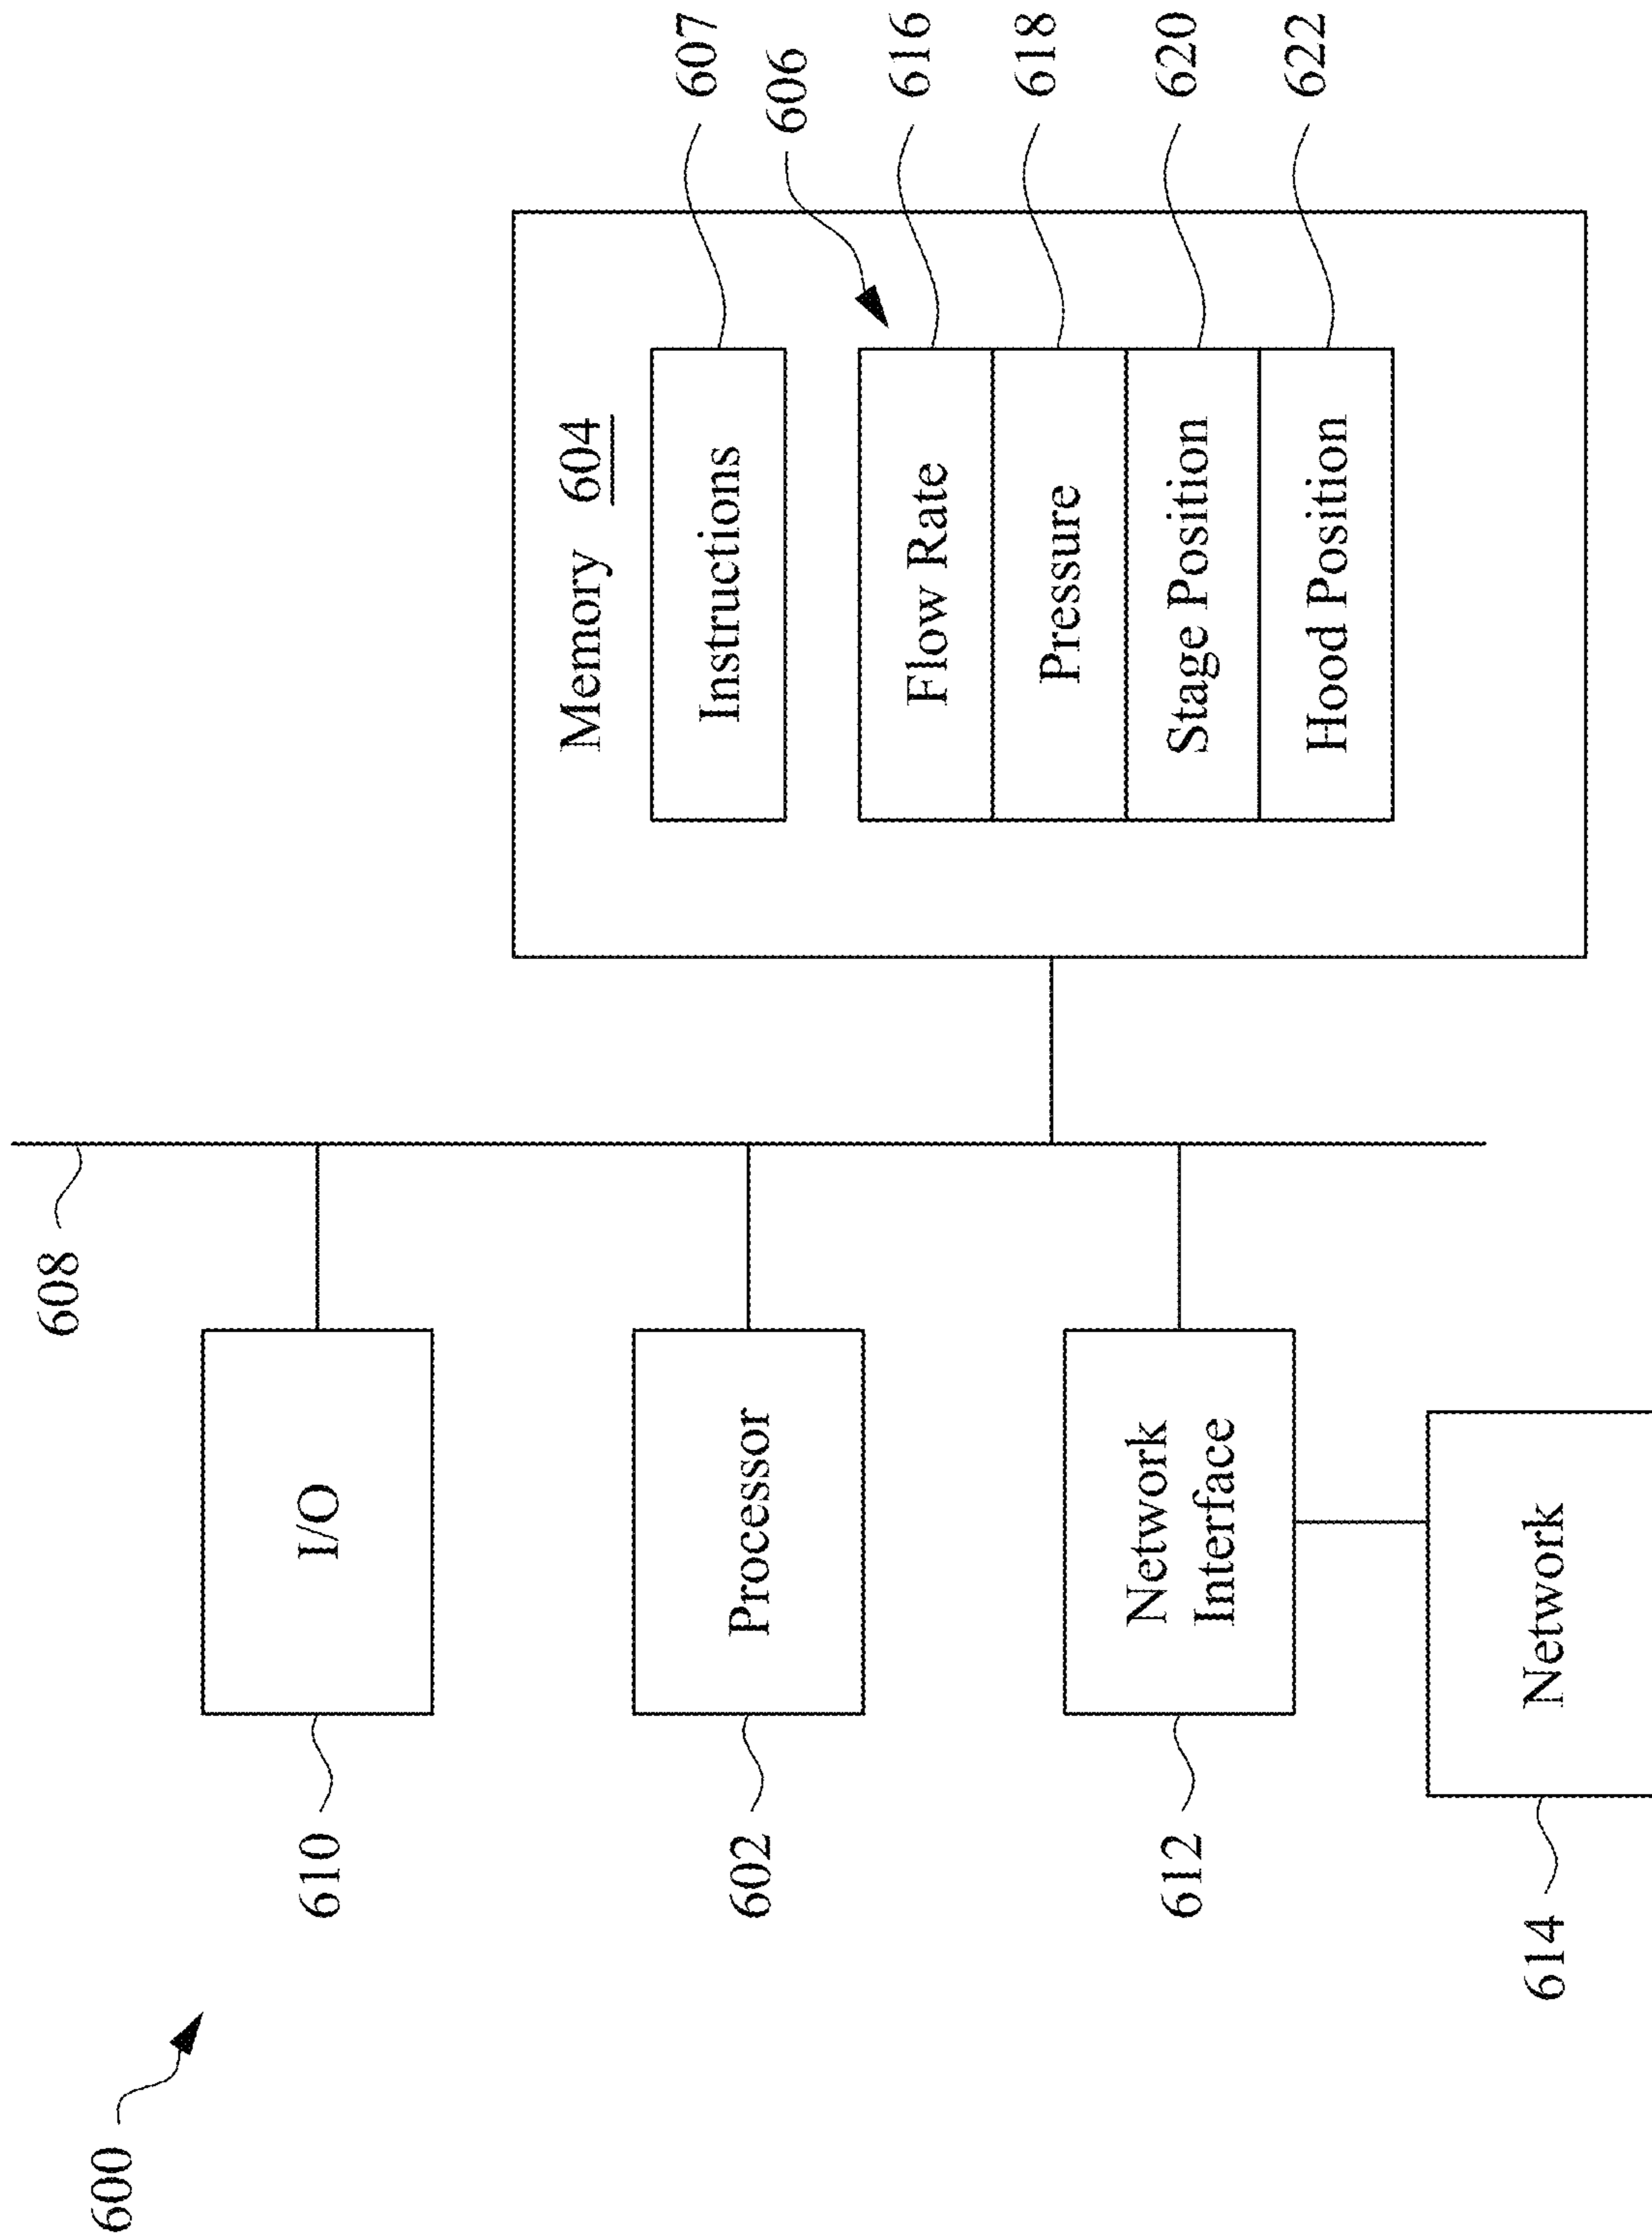 600
608
610
I/O
602
Processor
612
Network
Interface
614
Network
Memory 604
Instructions
607
606
Flow Rate
616
Pressure
618
Stage Position
620
Hood Position
622